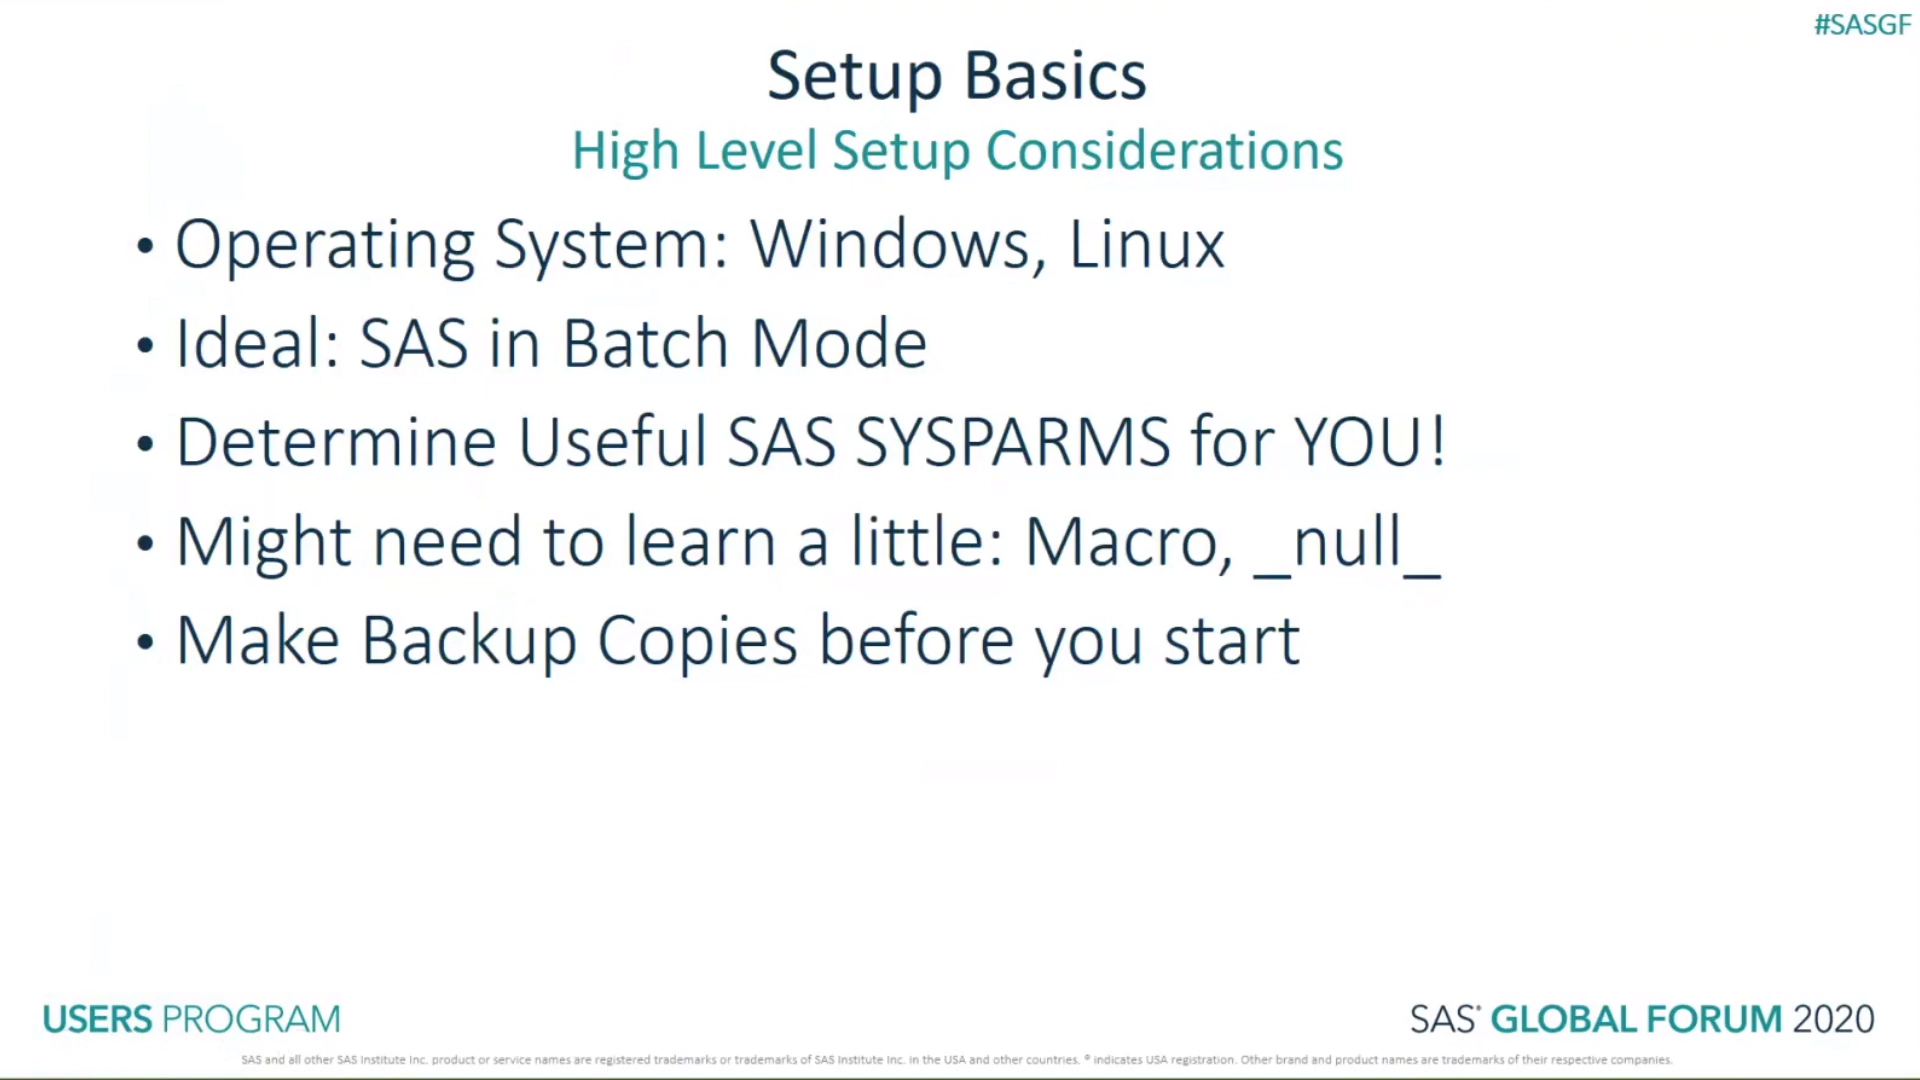 #SASGF
Setup Basics
High Level Setup Considerations
• Operating System: Windows, Linux
• Ideal: SAS in Batch Mode
• Determine Useful SAS SYSPARMS for YOU!
• Might need to learn a little: Macro, _null_
• Make Backup Copies before you start
USERS PROGRAM
SAS® GLOBAL FORUM 2020
SAS and all other SAS Institute Inc. product or service names are registered trademarks or trademarks of SAS Institute Inc. in the USA and other countries. ® indicates USA registration. Other brand and product names are trademarks of their respective companies.